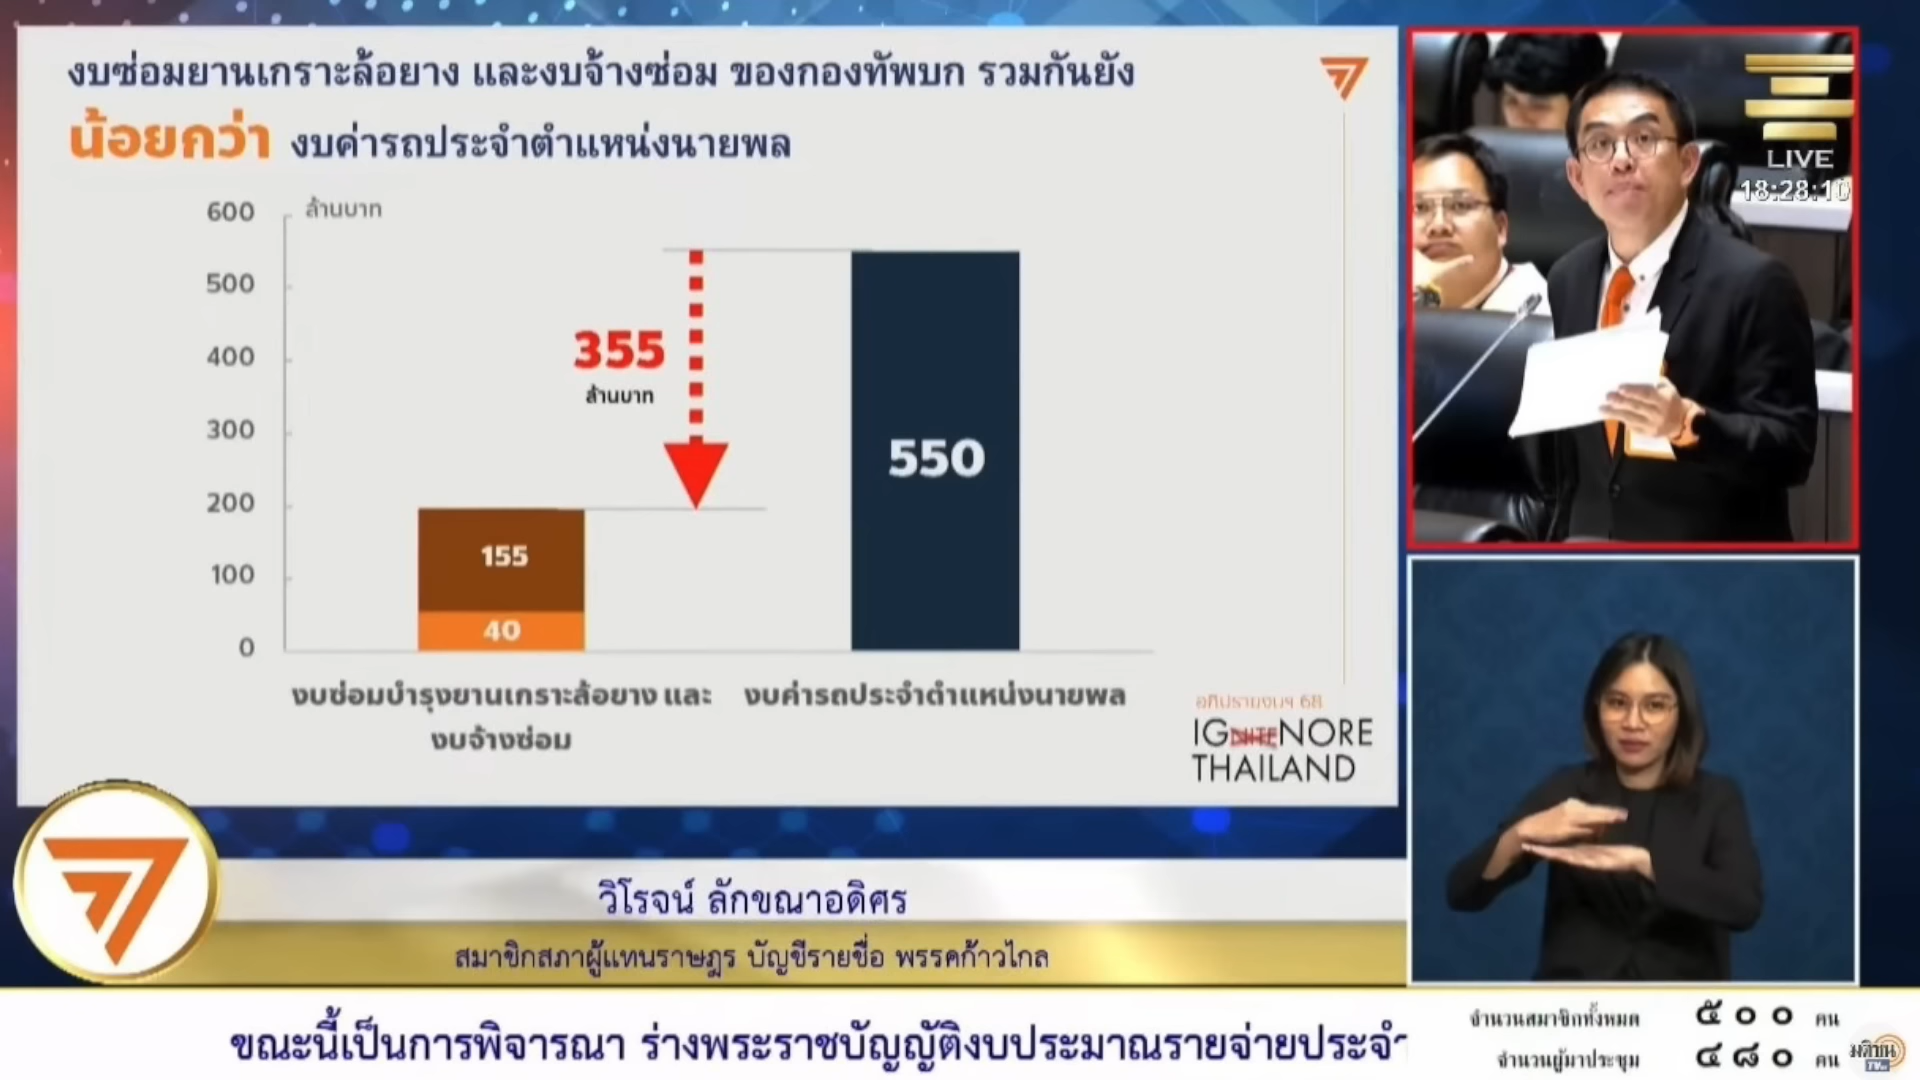 งบซ่อมยานเกราะล้อยาง และงบจ้างซ่อม ของกองทัพบก รวมกันยัง
น้อยกว่า งบค่ารถประจำตำแหน่งนายพล
ล้านบาท
600
500
400
300
200
100
0
355
ล้านบาท
155
40
550
งบซ่อมบำรุงยานเกราะล้อยาง และ
งบจ้างซ่อม
งบค่ารถประจำตำแหน่งนายพล
อภิปรายงบฯ 68
IGNITENORE
THAILAND
LIVE
18:28:10
วิโรจน์ ลักขณาอดิศร
สมาชิกสภาผู้แทนราษฎร บัญชีรายชื่อ พรรคก้าวไกล
ขณะนี้เป็นการพิจารณา ร่างพระราชบัญญัติงบประมาณรายจ่ายประจำ
จำนวนสมาชิกทั้งหมด ๕๐๐ คน
จำนวนผู้มาประชุม ๔๘๐ คน
มติชน
TV